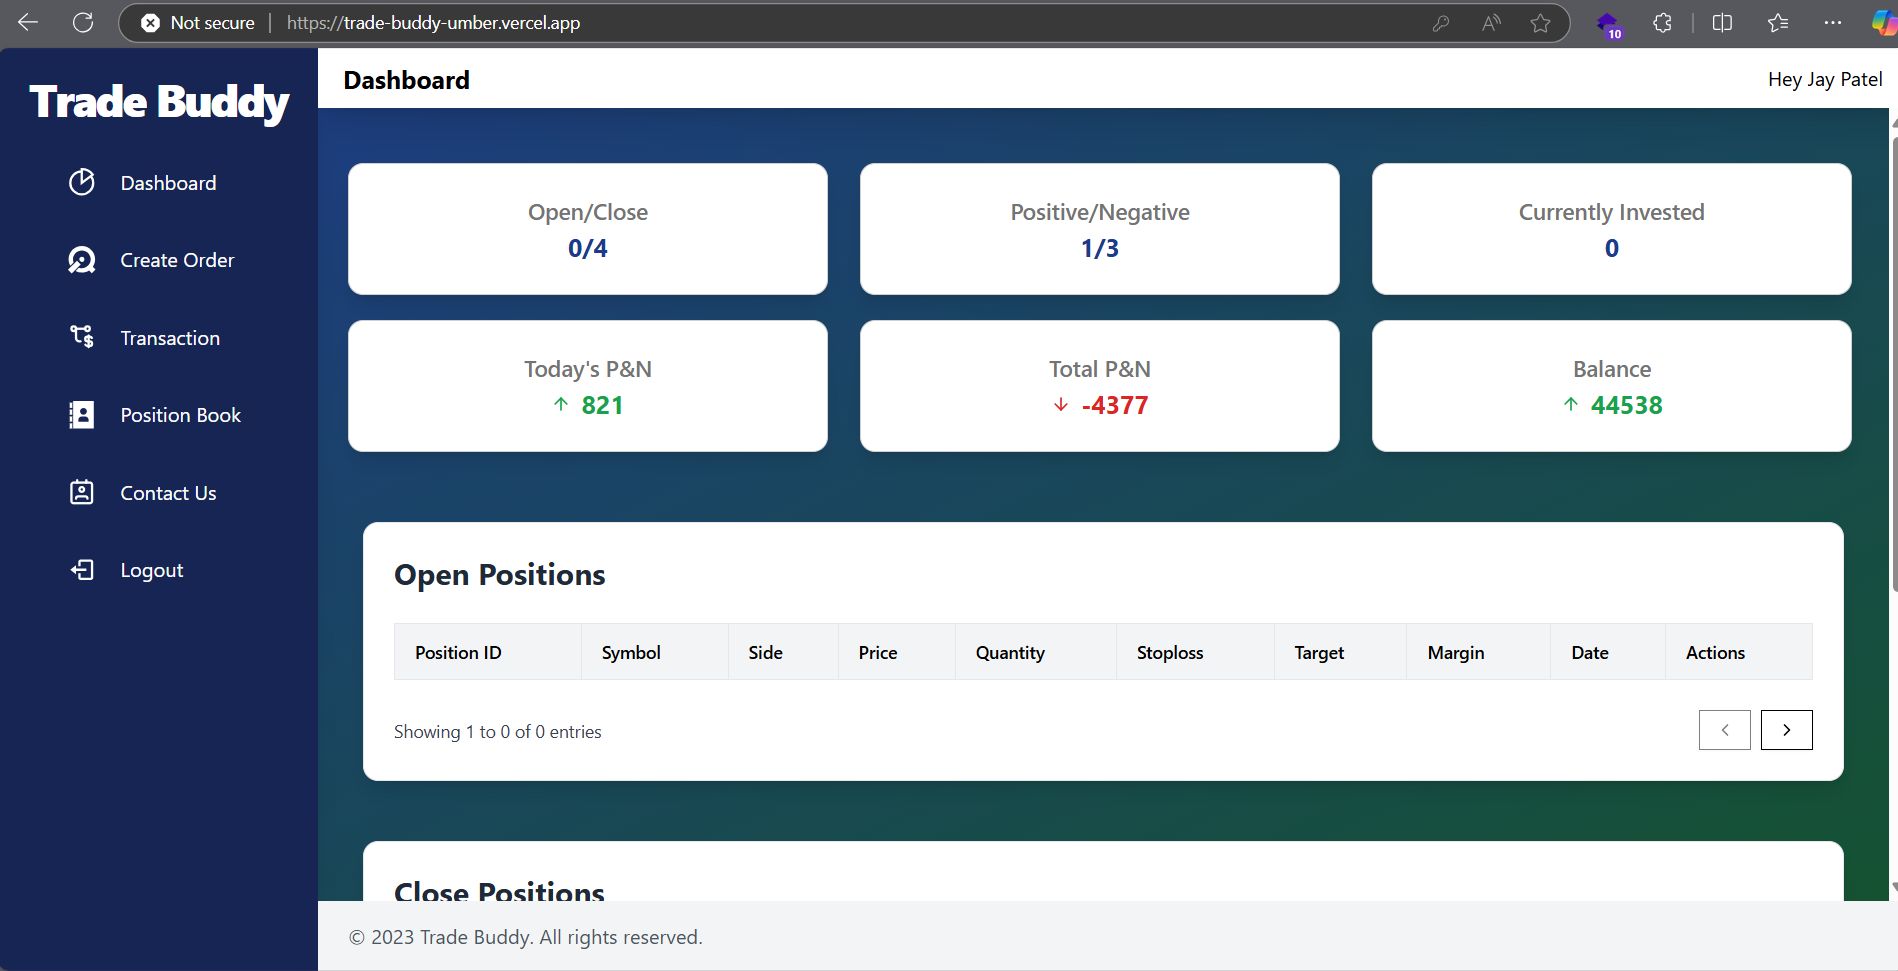 Not secure | https://trade-buddy-umber.vercel.app
10
Trade Buddy
Dashboard
Create Order
Transaction
Position Book
Contact Us
Logout
Dashboard
Hey Jay Patel
Open/Close
0/4
Positive/Negative
1/3
Currently Invested
0
Today's P&N
↑ 821
Total P&N
↓ -4377
Balance
↑ 44538
Open Positions
Position ID Symbol Side Price Quantity Stoploss Target Margin Date Actions
Showing 1 to 0 of 0 entries
Close Positions
© 2023 Trade Buddy. All rights reserved.